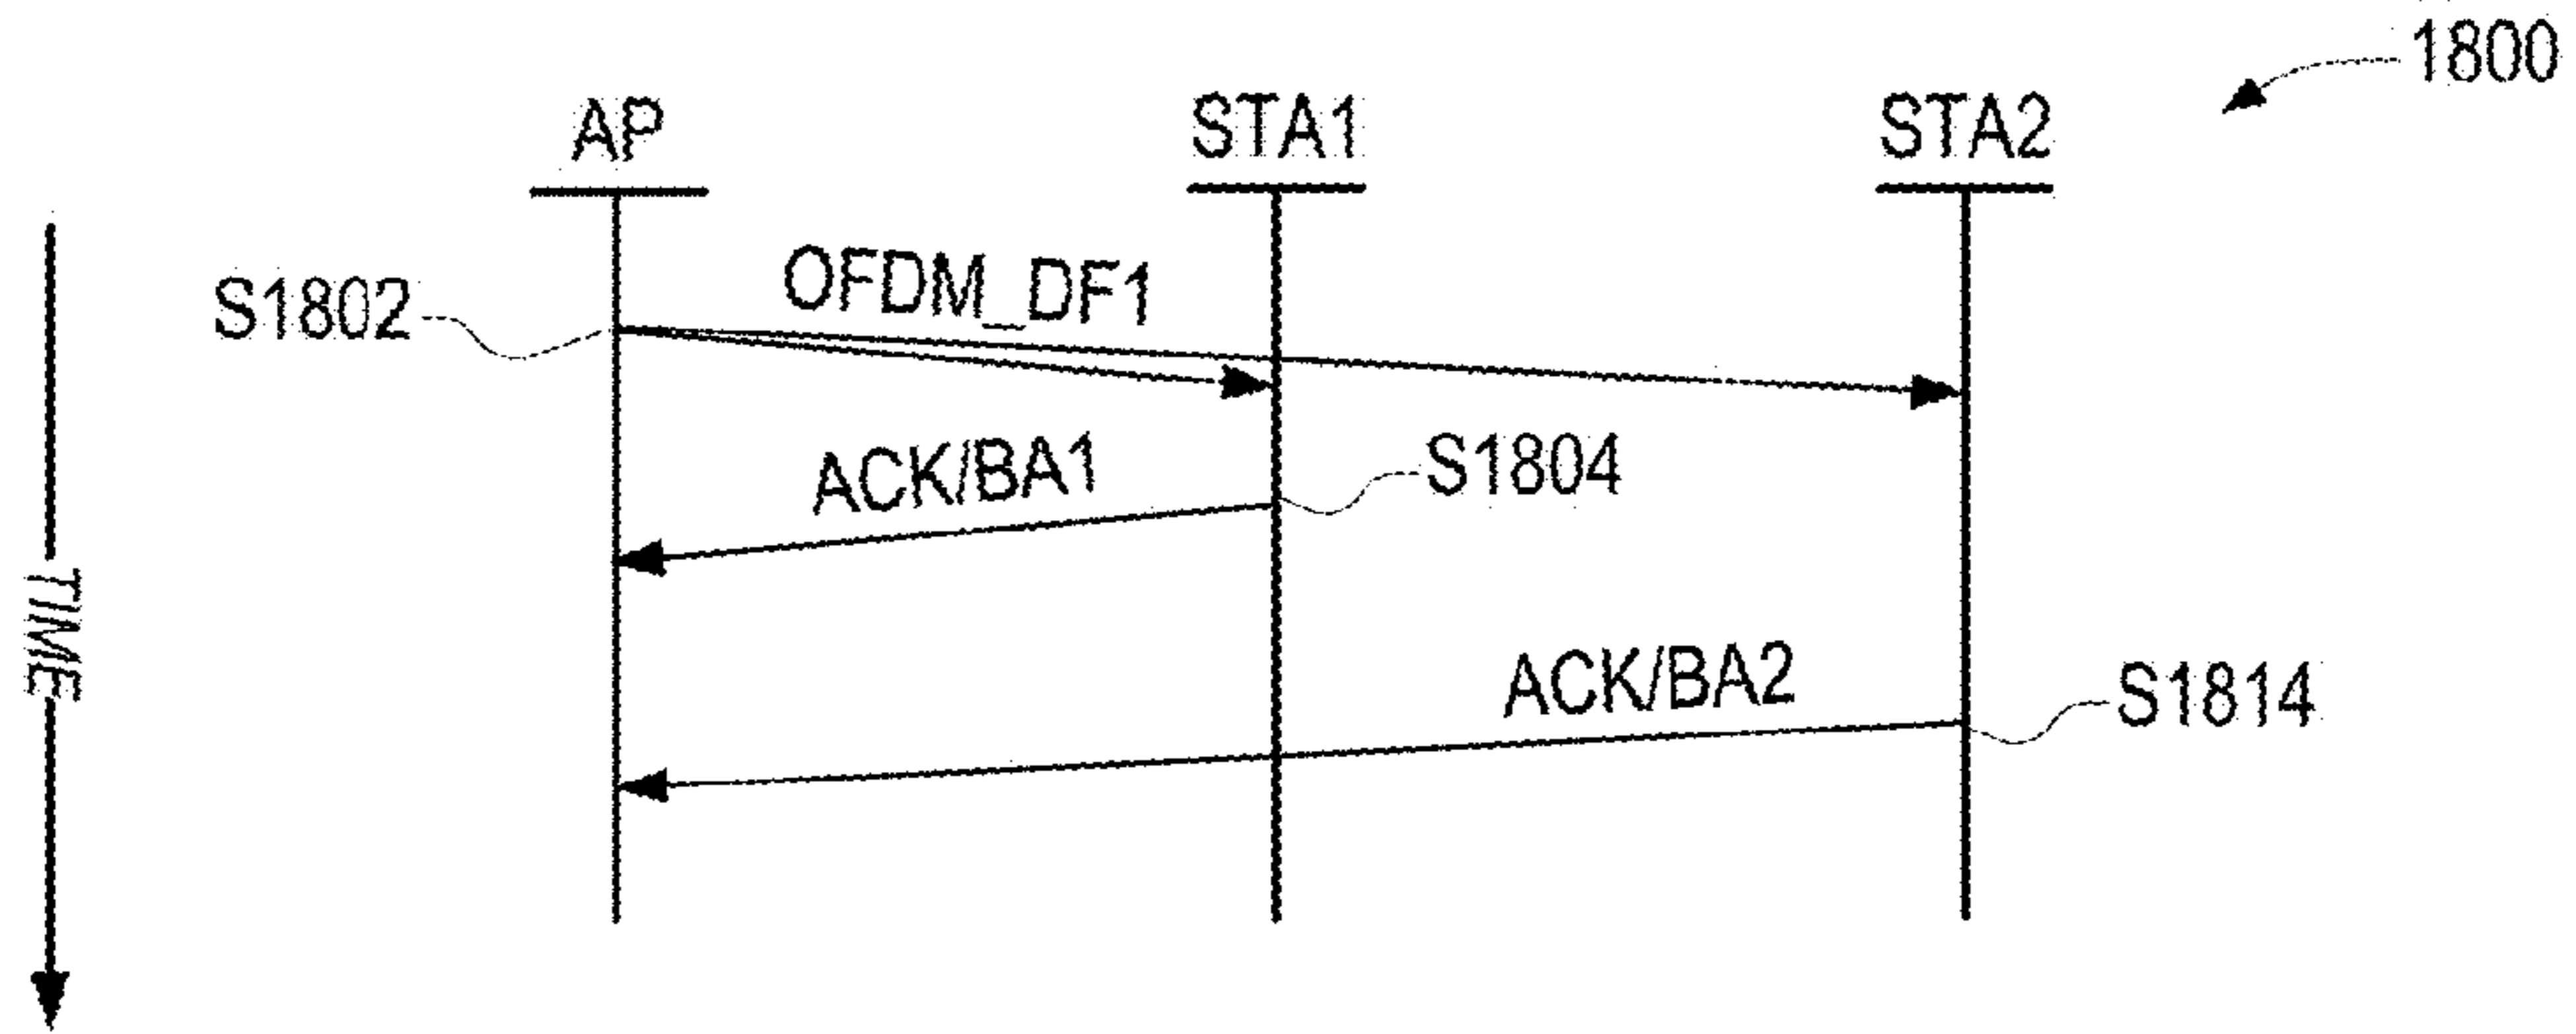 1800
AP
STA1
STA2
OFDM_DF1
S1802
ACK/BA1
S1804
TIME
ACK/BA2
S1814